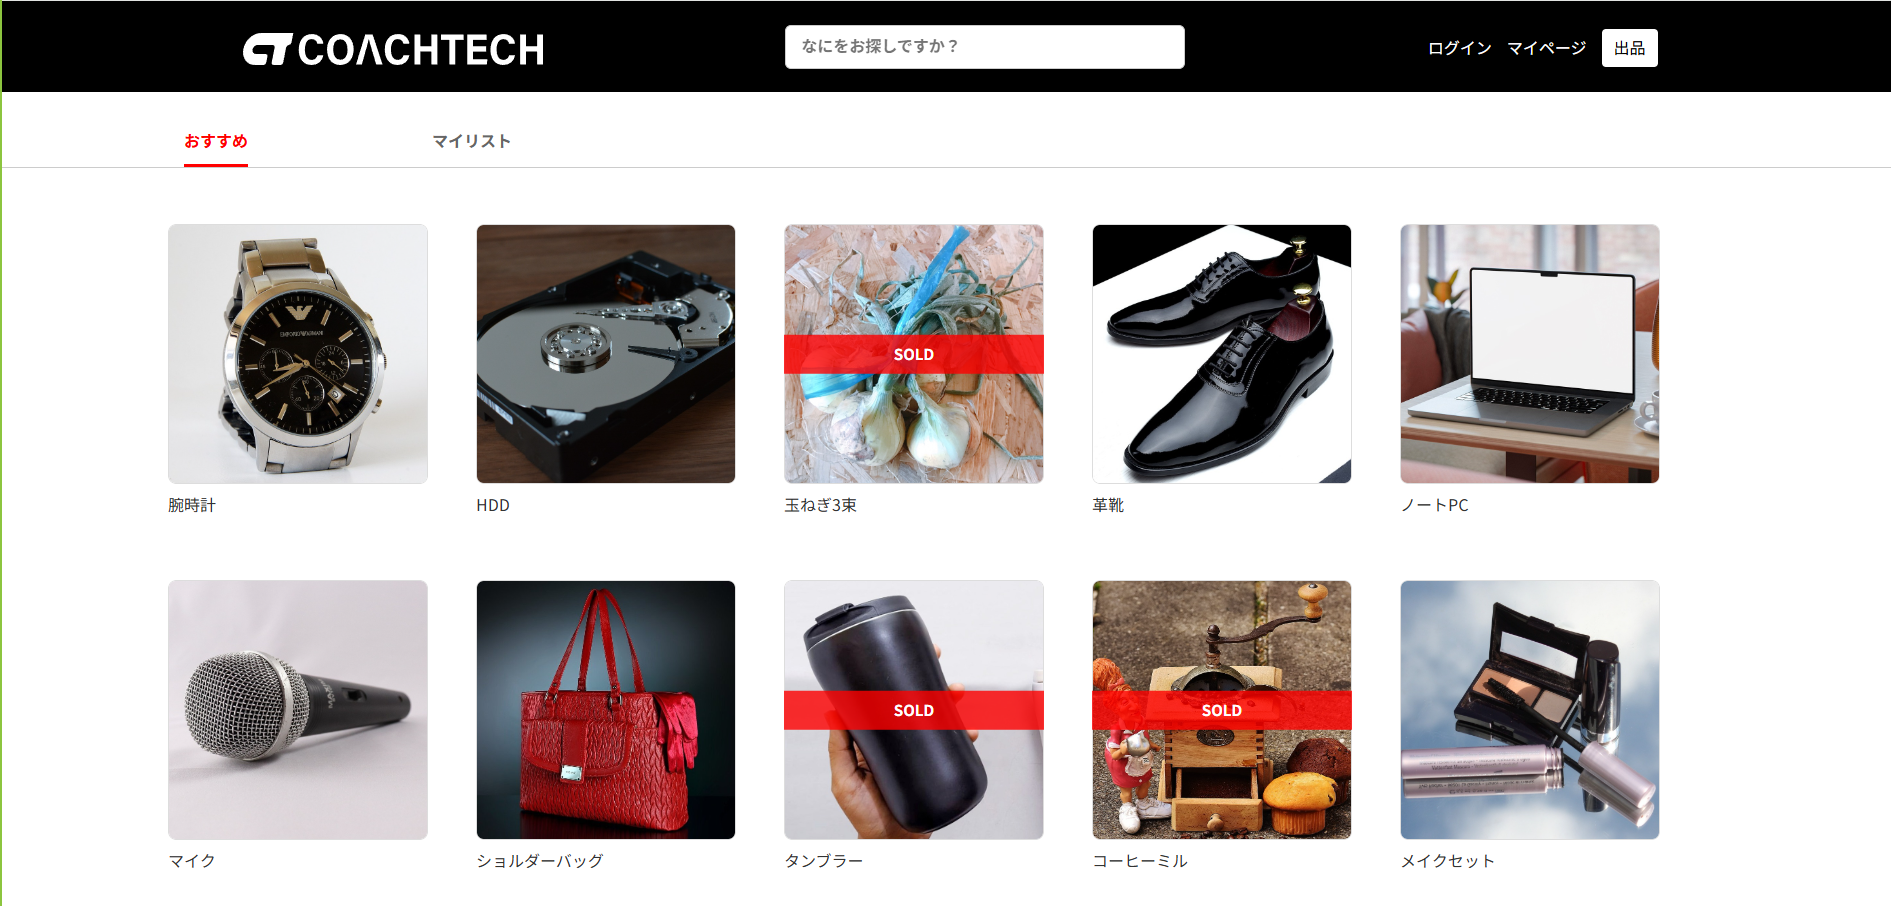 COACHTECH
なにをお探しですか？
ログイン マイページ 出品
おすすめ マイリスト
EMPORIO ARMANI
SOLD
腕時計
HDD
玉ねぎ3束
革靴
ノートPC
SOLD
SOLD
マイク
ショルダーバッグ
タンブラー
コーヒーミル
メイクセット